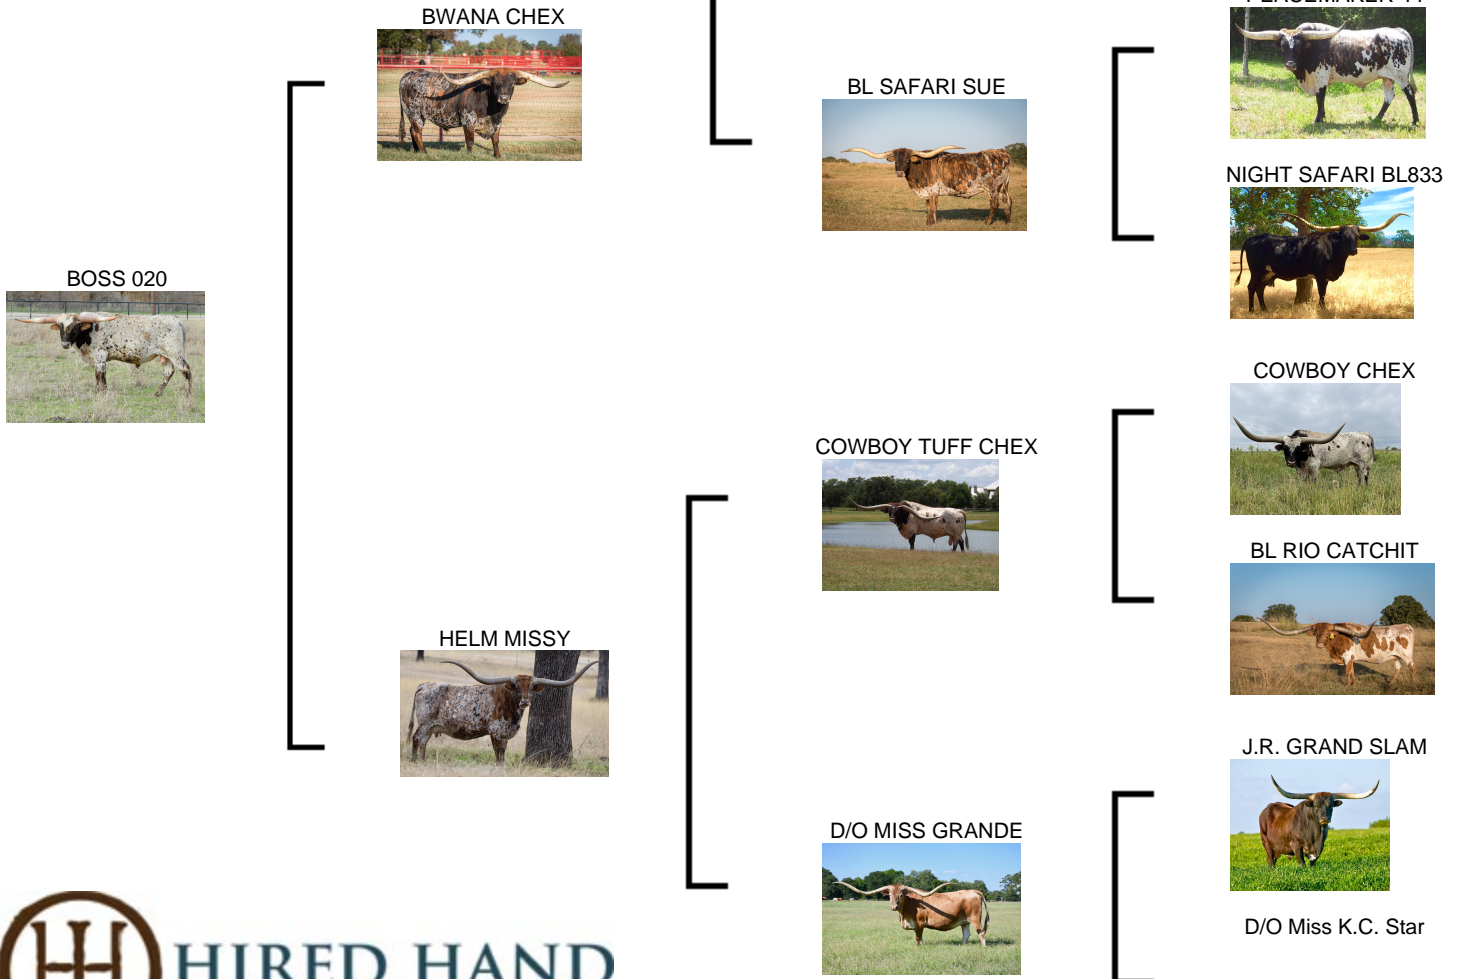 BWANA CHEX
BL SAFARI SUE
NIGHT SAFARI BL833
BOSS 020
COWBOY CHEX
COWBOY TUFF CHEX
BL RIO CATCHIT
HELM MISSY
J.R. GRAND SLAM
D/O MISS GRANDE
D/O Miss K.C. Star
HIRED HAND